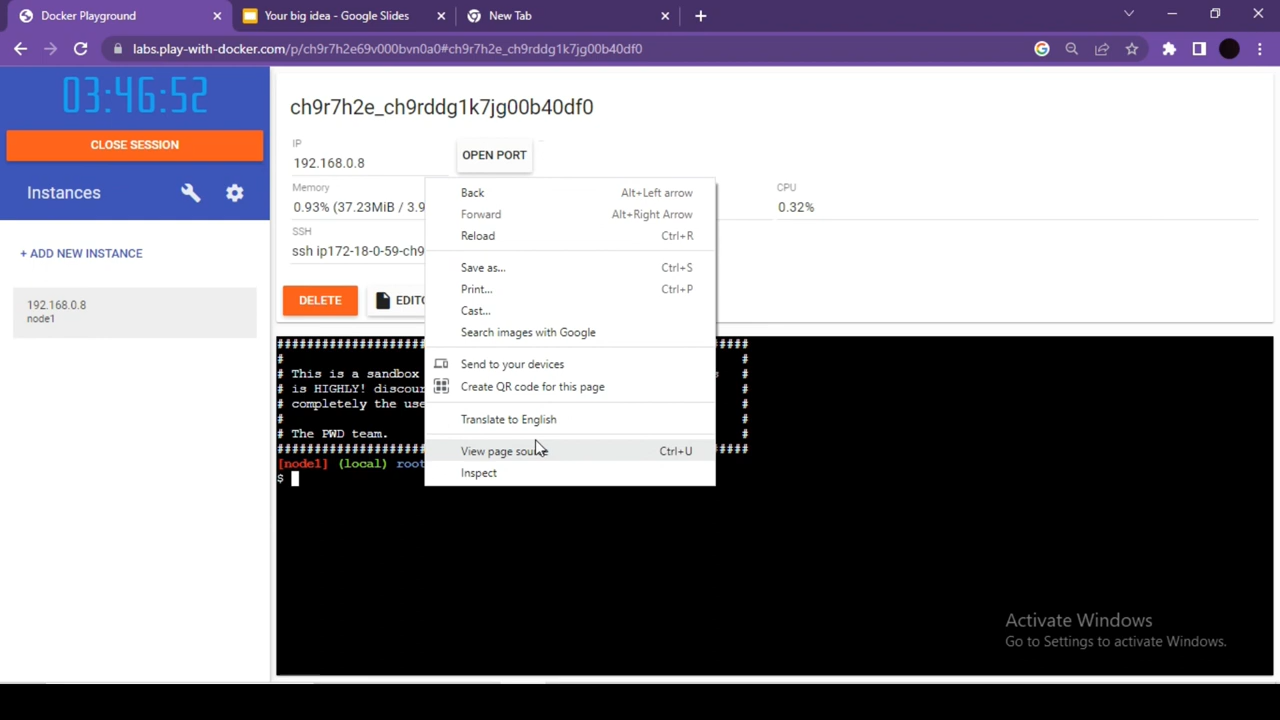 Docker Playground
Your big idea - Google Slides
New Tab
labs.play-with-docker.com/p/ch9r7h2e69v000bvn0a0#ch9r7h2e_ch9rddg1k7jg00b40df0
03:46:52
CLOSE SESSION
Instances
+ ADD NEW INSTANCE
192.168.0.8
node1
ch9r7h2e_ch9rddg1k7jg00b40df0
IP
192.168.0.8
OPEN PORT
Memory
0.93% (37.23MiB / 3.9
CPU
0.32%
SSH
ssh ip172-18-0-59-ch9
DELETE
EDITO
Back Alt+Left arrow
Forward Alt+Right Arrow
Reload Ctrl+R
Save as... Ctrl+S
Print... Ctrl+P
Cast...
Search images with Google
Send to your devices
Create QR code for this page
Translate to English
View page source Ctrl+U
Inspect
####################
# #
# This is a sandbox s #
# is HIGHLY! discour #
# completely the use #
# #
# The PWD team. #
####################
[node1] (local) root
$
Activate Windows
Go to Settings to activate Windows.